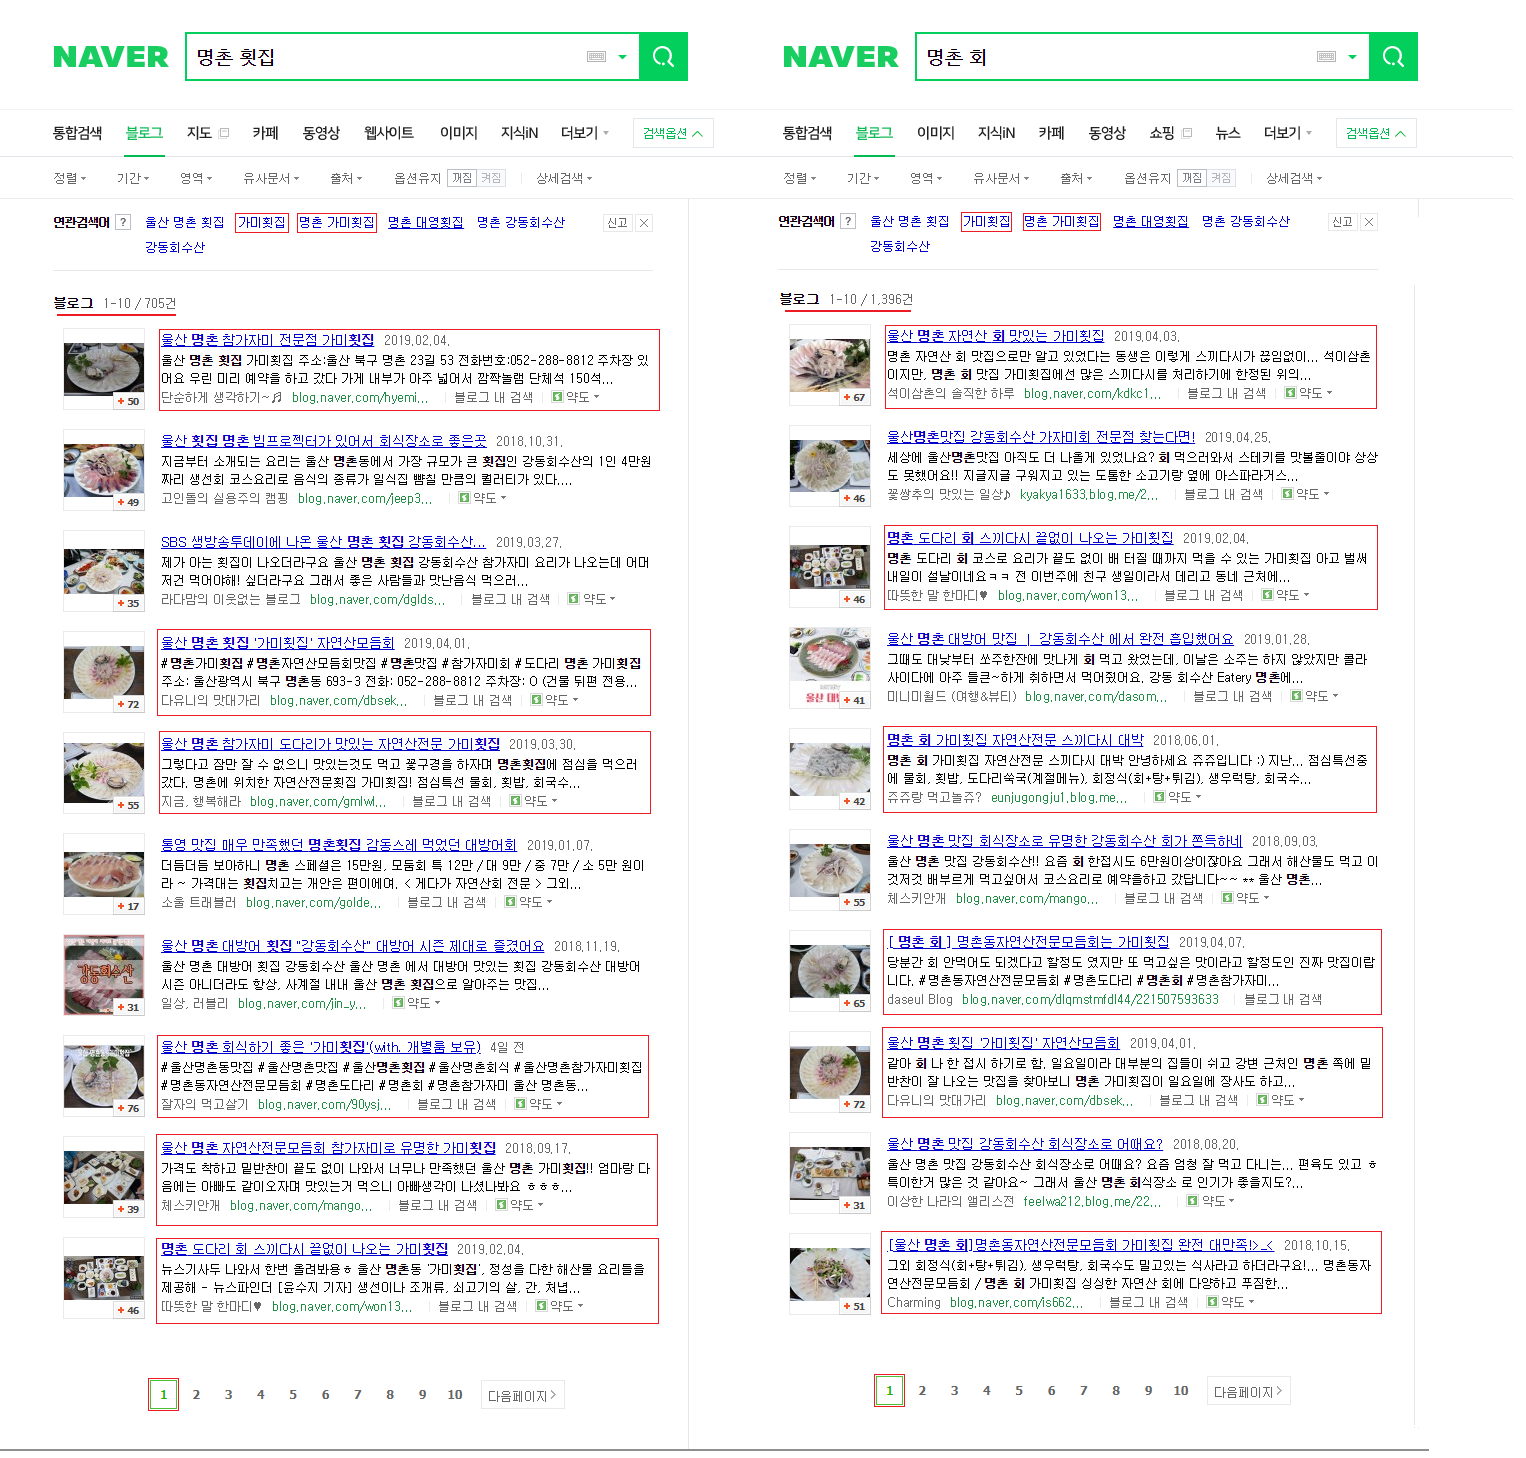 NAVER 명촌 횟집
통합검색 블로그 지도 카페 동영상 웹사이트 이미지 지식iN 더보기 검색옵션
정렬 기간 영역 유사문서 출처 옵션유지 꺼짐 켜짐 상세검색
연관검색어 ? 울산 명촌 횟집 가미횟집 명촌 가미횟집 명촌 대영횟집 명촌 강동회수산 신고
강동회수산
블로그 1-10 / 705건
울산 명촌 참가자미 전문점 가미횟집 2019.02.04.
울산 명촌 횟집 가미횟집 주소:울산 북구 명촌 23길 53 전화번호:052-288-8812 주차장 있
어요 우린 미리 예약을 하고 갔다 가게 내부가 아주 넓어서 깜짝놀램 단체석 150석...
단순하게 생각하기~♬ blog.naver.com/hyemi... 블로그 내 검색 약도
+ 50
울산 횟집 명촌 빔프로젝터가 있어서 회식장소로 좋은곳 2018.10.31.
지금부터 소개되는 요리는 울산 명촌동에서 가장 규모가 큰 횟집인 강동회수산의 1인 4만원
짜리 생선회 코스요리로 음식의 종류가 일식집 뺨칠 만큼의 퀄러티가 있다....
고인돌의 실용주의 캠핑 blog.naver.com/jeep3... 약도
+ 49
SBS 생방송투데이에 나온 울산 명촌 횟집 강동회수산... 2019.03.27.
제가 아는 횟집이 나오더라구요 울산 명촌 횟집 강동회수산 참가자미 요리가 나오는데 어머
저건 먹어야해! 싶더라구요 그래서 좋은 사람들과 맛난음식 먹으러...
라다맘의 이웃없는 블로그 blog.naver.com/dglds... 블로그 내 검색 약도
+ 35
울산 명촌 횟집 '가미횟집' 자연산모듬회 2019.04.01.
#명촌가미횟집 #명촌자연산모듬회맛집 #명촌맛집 #참가자미회 #도다리 명촌 가미횟집
주소: 울산광역시 북구 명촌동 693-3 전화: 052-288-8812 주차장: O (건물 뒤편 전용...
다유니의 맛대가리 blog.naver.com/dbsek... 블로그 내 검색 약도
+ 72
울산 명촌 참가자미 도다리가 맛있는 자연산전문 가미횟집 2019.03.30.
그렇다고 잠만 잘 수 없으니 맛있는것도 먹고 꽃구경을 하자며 명촌횟집에 점심을 먹으러
갔다. 명촌에 위치한 자연산전문횟집 가미횟집! 점심특선 물회, 횟밥, 회국수...
지금, 행복해라 blog.naver.com/gmlwl... 블로그 내 검색 약도
+ 55
통영 맛집 매우 만족했던 명촌횟집 감동스레 먹었던 대방어회 2019.01.07.
더듬더듬 보아하니 명촌 스페셜은 15만원, 모둠회 특 12만 / 대 9만 / 중 7만 / 소 5만 원이
라 ~ 가격대는 횟집치고는 개안은 편이에여. < 게다가 자연산회 전문 > 그외...
소울 트래블러 blog.naver.com/golde... 블로그 내 검색 약도
+ 17
울산 명촌 대방어 횟집 "강동회수산" 대방어 시즌 제대로 즐겼어요 2018.11.19.
울산 명촌 대방어 횟집 강동회수산 울산 명촌 에서 대방어 맛있는 횟집 강동회수산 대방어
시즌 아니더라도 항상, 사계절 내내 울산 명촌 횟집으로 알아주는 맛집...
일상, 러블리 blog.naver.com/jin_y... 약도
강동회수산
+ 31
울산 명촌 회식하기 좋은 '가미횟집'(with. 개별룸 보유) 4일 전
#울산명촌동맛집 #울산명촌맛집 #울산명촌횟집 #울산명촌회식 #울산명촌참가자미횟집
#명촌동자연산전문모듬회 #명촌도다리 #명촌회 #명촌참가자미 울산 명촌동...
잘자의 먹고살기 blog.naver.com/90ysj... 블로그 내 검색 약도
+ 76
울산 명촌 자연산전문모듬회 참가자미로 유명한 가미횟집 2018.09.17.
가격도 착하고 밑반찬이 끝도 없이 나와서 너무나 만족했던 울산 명촌 가미횟집!! 엄마랑 다
음에는 아빠도 같이오자며 맛있는거 먹으니 아빠생각이 나셨나봐요 ㅎㅎㅎ...
체스키안개 blog.naver.com/mango... 블로그 내 검색 약도
+ 39
명촌 도다리 회 스끼다시 끝없이 나오는 가미횟집 2019.02.04.
뉴스기사두 나와서 한번 올려봐용ㅎ 울산 명촌동 '가미횟집', 정성을 다한 해산물 요리들을
제공해 - 뉴스파인더 [윤수지 기자] 생선이나 조개류, 쇠고기의 살, 간, 처녑...
따뜻한 말 한마디♥ blog.naver.com/won13... 블로그 내 검색 약도
+ 46
1 2 3 4 5 6 7 8 9 10 다음페이지
NAVER 명촌 회
통합검색 블로그 이미지 지식iN 카페 동영상 쇼핑 뉴스 더보기 검색옵션
정렬 기간 영역 유사문서 출처 옵션유지 꺼짐 켜짐 상세검색
연관검색어 ? 울산 명촌 횟집 가미횟집 명촌 가미횟집 명촌 대영횟집 명촌 강동회수산 신고
강동회수산
블로그 1-10 / 1,396건
울산 명촌 자연산 회 맛있는 가미횟집 2019.04.03.
명촌 자연산 회 맛집으로만 알고 있었다는 동생은 이렇게 스끼다시가 끊임없이... 석이삼촌
이지만, 명촌 회 맛집 가미횟집에선 많은 스끼다시를 처리하기에 한정된 위의...
석이삼촌의 솔직한 하루 blog.naver.com/kdkc1... 블로그 내 검색 약도
+ 67
울산명촌맛집 강동회수산 가자미회 전문점 찾는다면! 2019.04.25.
세상에 울산명촌맛집 아직도 더 나올게 있었나요? 회 먹으러와서 스테키를 맛볼줄이야 상상
도 못했어요!! 지글지글 구워지고 있는 도톰한 소고기랑 옆에 아스파라거스...
꽃쌍추의 맛있는 일상♪ kyakya1633.blog.me/2... 블로그 내 검색 약도
+ 46
명촌 도다리 회 스끼다시 끝없이 나오는 가미횟집 2019.02.04.
명촌 도다리 회 코스로 요리가 끝도 없이 배 터질 때까지 먹을 수 있는 가미횟집 아고 벌써
내일이 설날이네요ㅋㅋ 전 이번주에 친구 생일이라서 데리고 동네 근처에...
따뜻한 말 한마디♥ blog.naver.com/won13... 블로그 내 검색 약도
+ 46
울산 명촌 대방어 맛집 ㅣ 강동회수산 에서 완전 흡입했어요 2019.01.28.
그때도 대낮부터 쏘주한잔에 맛나게 회 먹고 왔었는데, 이날은 소주는 하지 않았지만 콜라
사이다에 아주 들큰~하게 취하면서 먹어줬어요. 강동 회수산 Eatery 명촌에...
미니미월드 (여행&뷰티) blog.naver.com/dasom... 블로그 내 검색 약도
+ 41
명촌 회 가미횟집 자연산전문 스끼다시 대박 2018.06.01.
명촌 회 가미횟집 자연산전문 스끼다시 대박 안녕하세요 쥬쥬입니다 :) 지난... 점심특선중
에 물회, 횟밥, 도다리쑥국(계절메뉴), 회정식(회+탕+튀김), 생우럭탕, 회국수...
쥬쥬랑 먹고놀쥬? eunjugongju1.blog.me... 약도
+ 42
울산 명촌 맛집 회식장소로 유명한 강동회수산 회가 쫀득하네 2018.09.03.
울산 명촌 맛집 강동회수산!! 요즘 회 한접시도 6만원이상이잖아요 그래서 해산물도 먹고 이
것저것 배부르게 먹고싶어서 코스요리로 예약을하고 갔답니다~~ ** 울산 명촌...
체스키안개 blog.naver.com/mango... 블로그 내 검색 약도
+ 55
[ 명촌 회 ] 명촌동자연산전문모듬회는 가미횟집 2019.04.07.
당분간 회 안먹어도 되겠다고 할정도 였지만 또 먹고싶은 맛이라고 할정도인 진짜 맛집이랍
니다. #명촌동자연산전문모듬회 #명촌도다리 #명촌회 #명촌참가자미...
daseul Blog blog.naver.com/dlqmstmfdl44/221507593633 블로그 내 검색
+ 65
울산 명촌 횟집 '가미횟집' 자연산모듬회 2019.04.01.
같아 회 나 한 접시 하기로 함. 일요일이라 대부분의 집들이 쉬고 강변 근처인 명촌 쪽에 밑
반찬이 잘 나오는 맛집을 찾아보니 명촌 가미횟집이 일요일에 장사도 하고...
다유니의 맛대가리 blog.naver.com/dbsek... 블로그 내 검색 약도
+ 72
울산 명촌 맛집 강동회수산 회식장소로 어때요? 2018.08.20.
울산 명촌 맛집 강동회수산 회식장소로 어때요? 요즘 엄청 잘 먹고 다니는... 편육도 있고 ㅎ
특이한거 많은 것 같아요~ 그래서 울산 명촌 회식장소 로 인기가 좋을지도?...
이상한 나라의 앨리스전 feelwa212.blog.me/22... 약도
+ 31
[울산 명촌 회]명촌동자연산전문모듬회 가미횟집 완전 대만족!>_< 2018.10.15.
그외 회정식(회+탕+튀김), 생우럭탕, 회국수도 밀고있는 식사라고 하더라구요!... 명촌동자
연산전문모듬회 / 명촌 회 가미횟집 싱싱한 자연산 회에 다양하고 푸짐한...
Charming blog.naver.com/is662... 블로그 내 검색 약도
+ 51
1 2 3 4 5 6 7 8 9 10 다음페이지